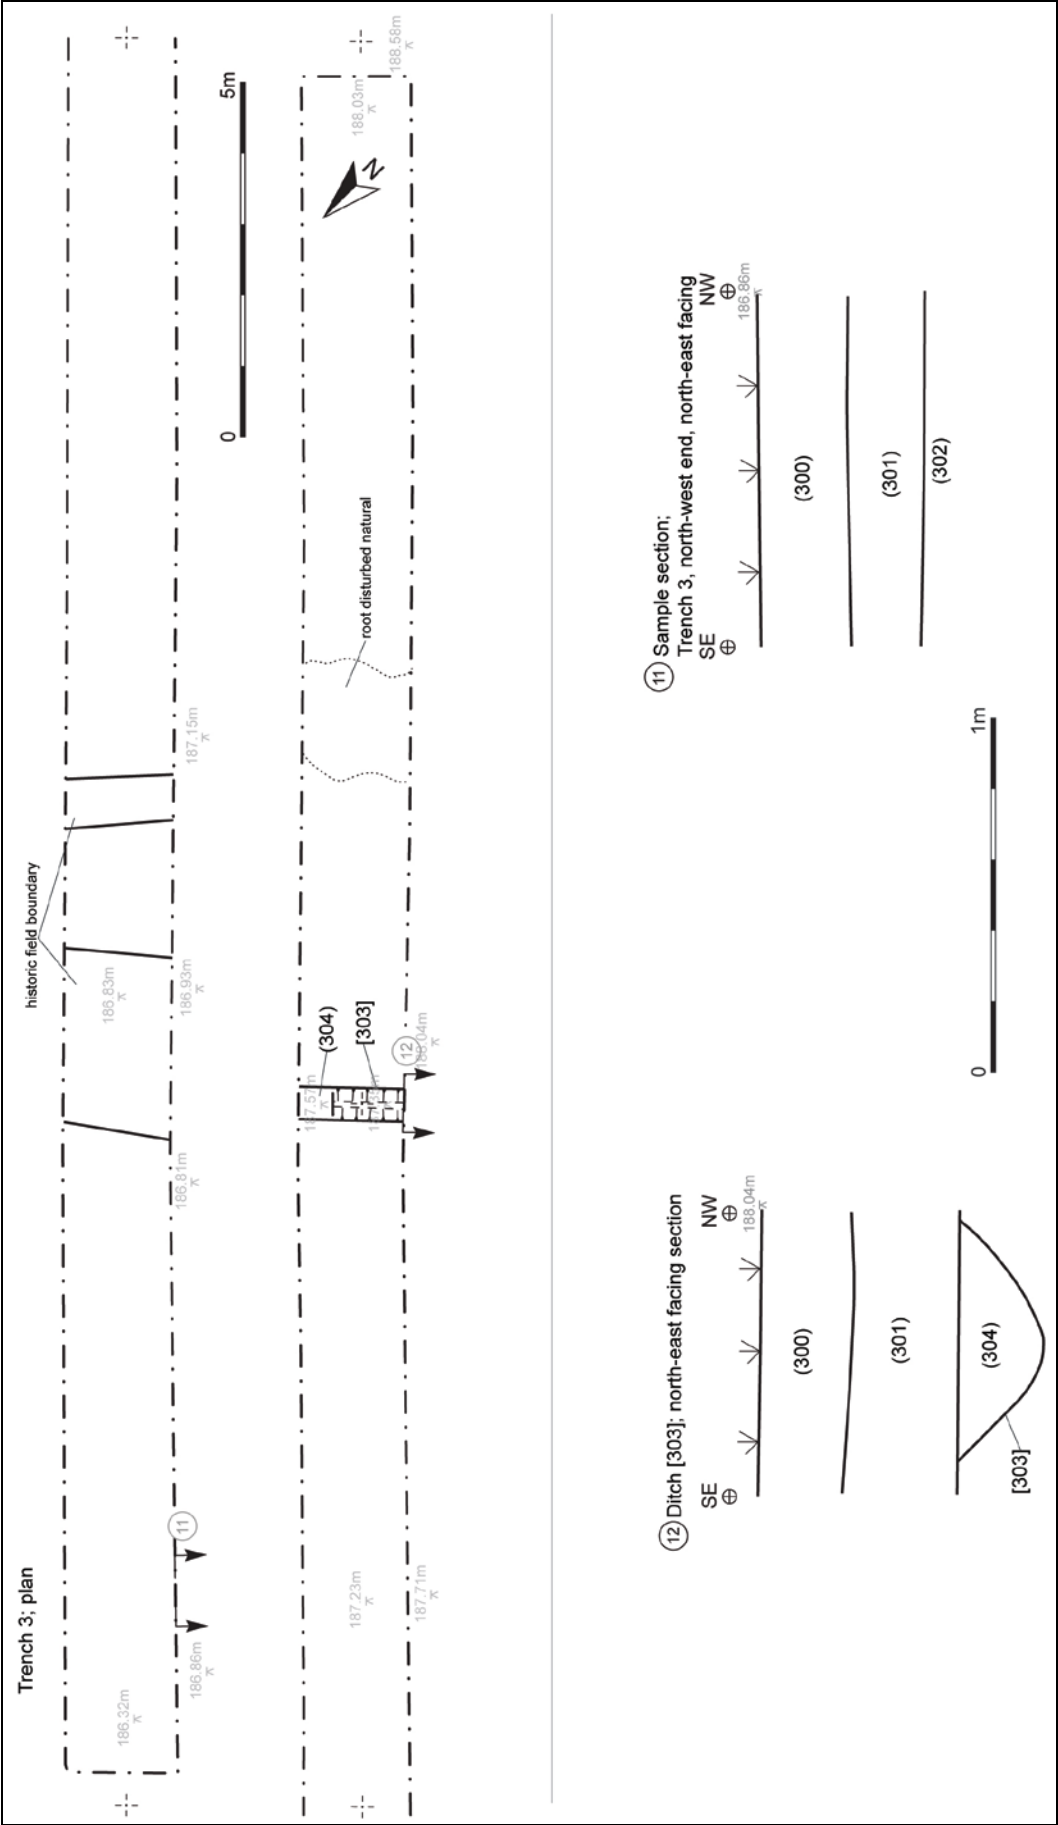 Trench 3; plan
historic field boundary
186.32m
186.86m
11
186.81m
186.83m
186.93m
187.15m
0
5m
187.23m
187.71m
187.57m
(304)
[303]
12
188.04m
root disturbed natural
N
188.03m
188.58m
12
Ditch [303]; north-east facing section
SE
NW
188.04m
(300)
(301)
(304)
[303]
0
1m
11
Sample section;
Trench 3, north-west end, north-east facing
SE
NW
186.86m
(300)
(301)
(302)